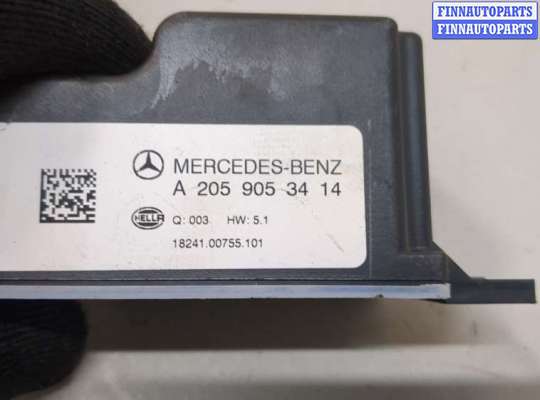 FINNAUTOPARTS
FINNAUTOPARTS
MERCEDES-BENZ
A 205 905 34 14
HELLA Q: 003 HW: 5.1
18241.00755.101